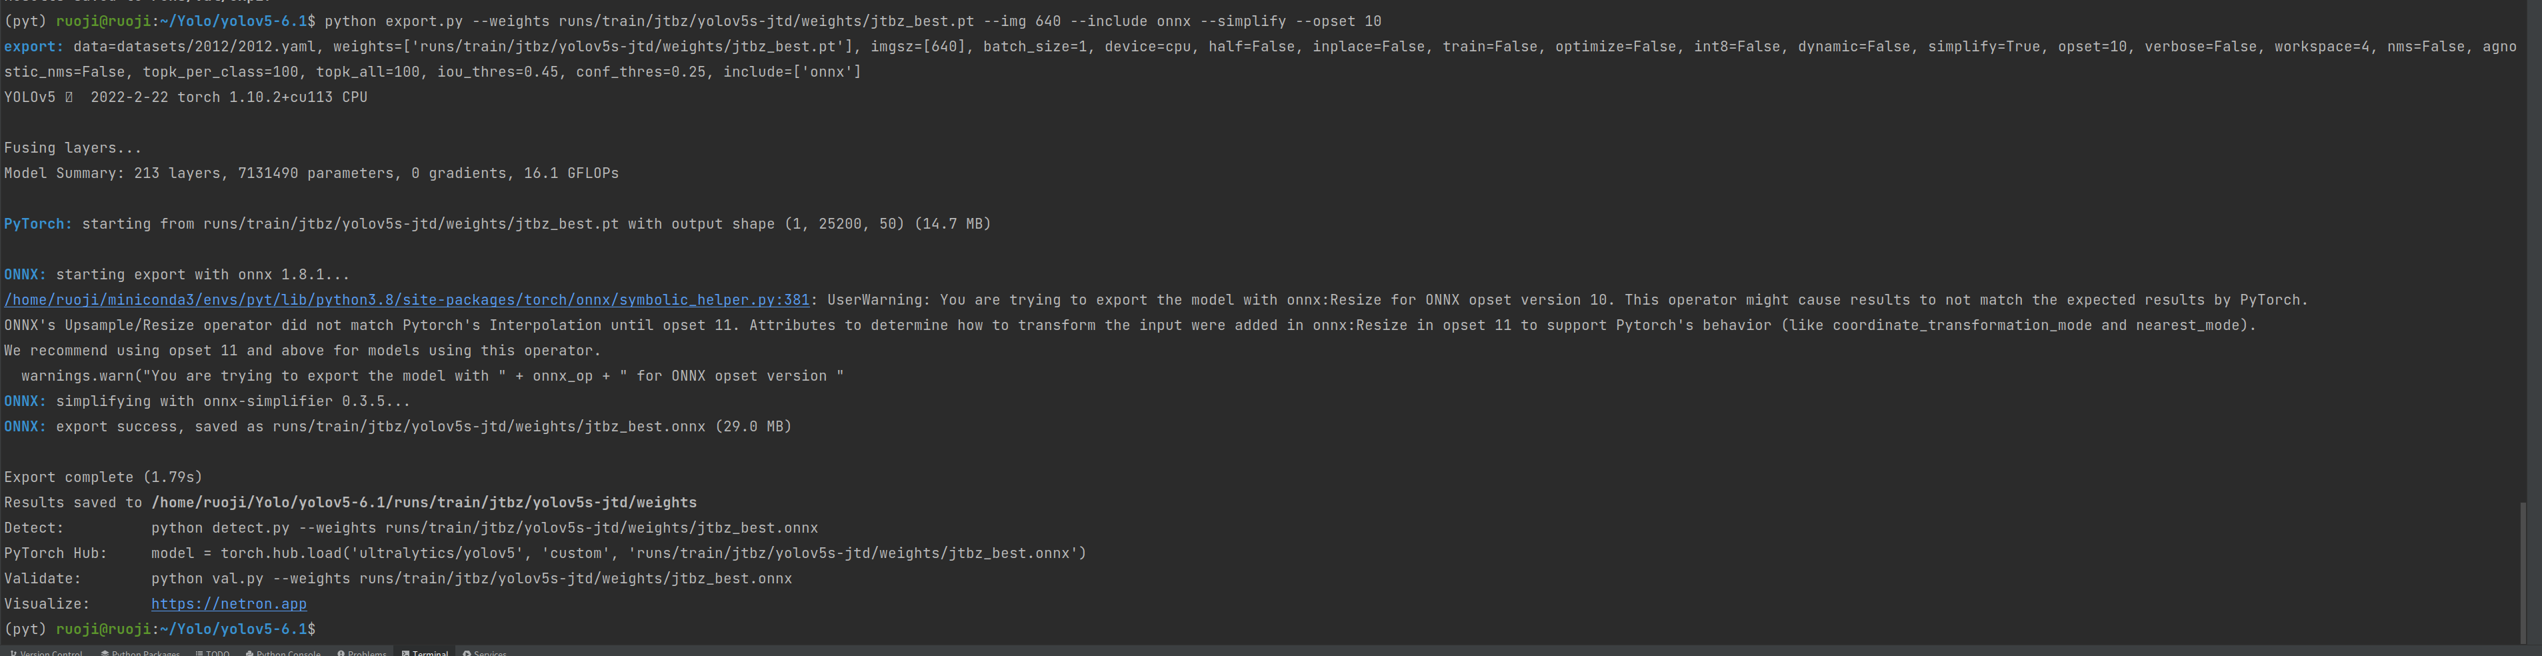 (pyt) ruoji@ruoji:~/Yolo/yolov5-6.1$ python export.py --weights runs/train/jtbz/yolov5s-jtd/weights/jtbz_best.pt --img 640 --include onnx --simplify --opset 10
export: data=datasets/2012/2012.yaml, weights=['runs/train/jtbz/yolov5s-jtd/weights/jtbz_best.pt'], imgsz=[640], batch_size=1, device=cpu, half=False, inplace=False, train=False, optimize=False, int8=False, dynamic=False, simplify=True, opset=10, verbose=False, workspace=4, nms=False, agno
stic_nms=False, topk_per_class=100, topk_all=100, iou_thres=0.45, conf_thres=0.25, include=['onnx']
YOLOv5 2022-2-22 torch 1.10.2+cu113 CPU
Fusing layers...
Model Summary: 213 layers, 7131490 parameters, 0 gradients, 16.1 GFLOPs
PyTorch: starting from runs/train/jtbz/yolov5s-jtd/weights/jtbz_best.pt with output shape (1, 25200, 50) (14.7 MB)
ONNX: starting export with onnx 1.8.1...
/home/ruoji/miniconda3/envs/pyt/lib/python3.8/site-packages/torch/onnx/symbolic_helper.py:381: UserWarning: You are trying to export the model with onnx:Resize for ONNX opset version 10. This operator might cause results to not match the expected results by PyTorch.
ONNX's Upsample/Resize operator did not match Pytorch's Interpolation until opset 11. Attributes to determine how to transform the input were added in onnx:Resize in opset 11 to support Pytorch's behavior (like coordinate_transformation_mode and nearest_mode).
We recommend using opset 11 and above for models using this operator.
warnings.warn("You are trying to export the model with " + onnx_op + " for ONNX opset version "
ONNX: simplifying with onnx-simplifier 0.3.5...
ONNX: export success, saved as runs/train/jtbz/yolov5s-jtd/weights/jtbz_best.onnx (29.0 MB)
Export complete (1.79s)
Results saved to /home/ruoji/Yolo/yolov5-6.1/runs/train/jtbz/yolov5s-jtd/weights
Detect: python detect.py --weights runs/train/jtbz/yolov5s-jtd/weights/jtbz_best.onnx
PyTorch Hub: model = torch.hub.load('ultralytics/yolov5', 'custom', 'runs/train/jtbz/yolov5s-jtd/weights/jtbz_best.onnx')
Validate: python val.py --weights runs/train/jtbz/yolov5s-jtd/weights/jtbz_best.onnx
Visualize: https://netron.app
(pyt) ruoji@ruoji:~/Yolo/yolov5-6.1$
Version Control Python Packages TODO Python Console Problems Terminal Services